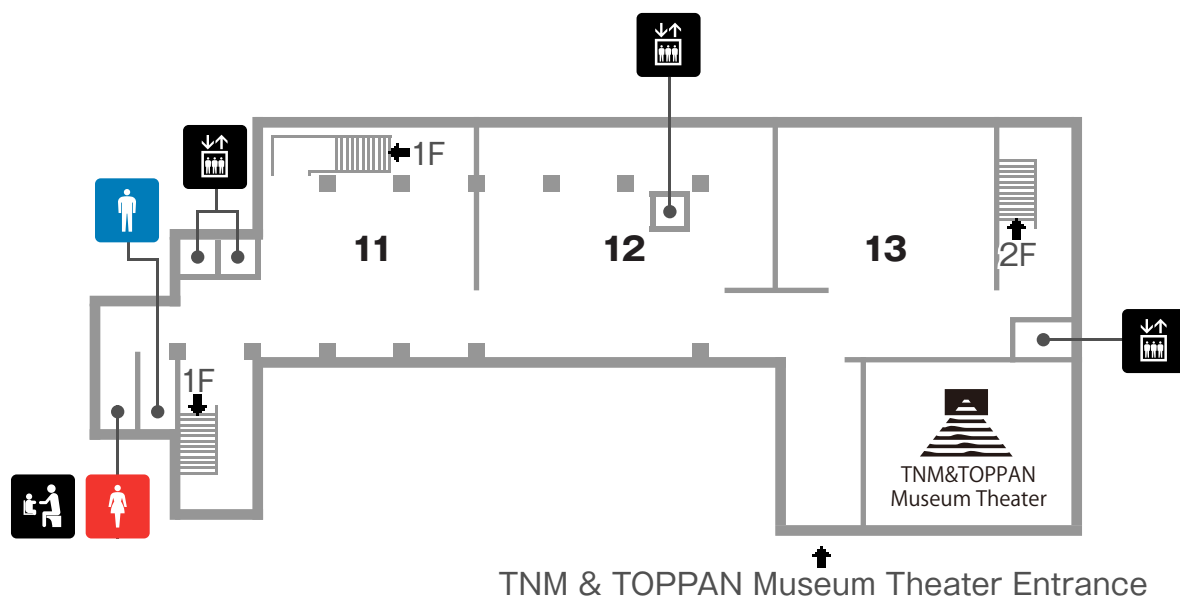 1F
11
12
13
2F
1F
TNM&TOPPAN
Museum Theater
TNM & TOPPAN Museum Theater Entrance